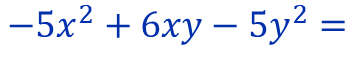 −5x² + 6xy − 5y² =